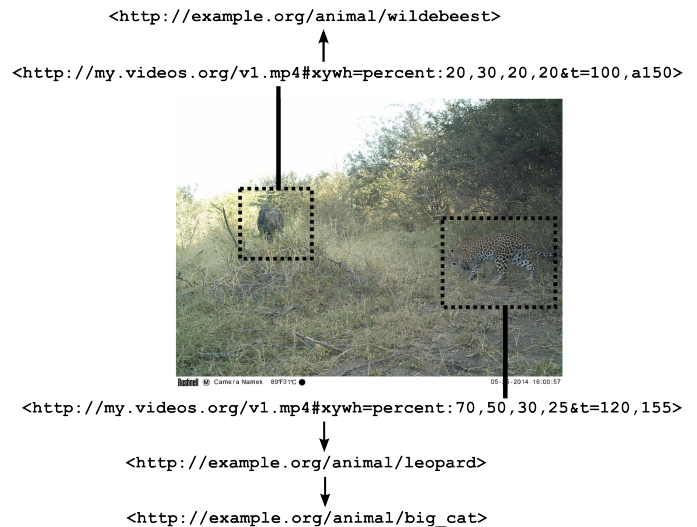 <http://example.org/animal/wildebeest>
<http://my.videos.org/v1.mp4#xywh=percent:20,30,20,20&t=100,a150>
Bushnell M Camera Namek 89°F31°C 05-  -2014 16:00:57
<http://my.videos.org/v1.mp4#xywh=percent:70,50,30,25&t=120,155>
<http://example.org/animal/leopard>
<http://example.org/animal/big_cat>